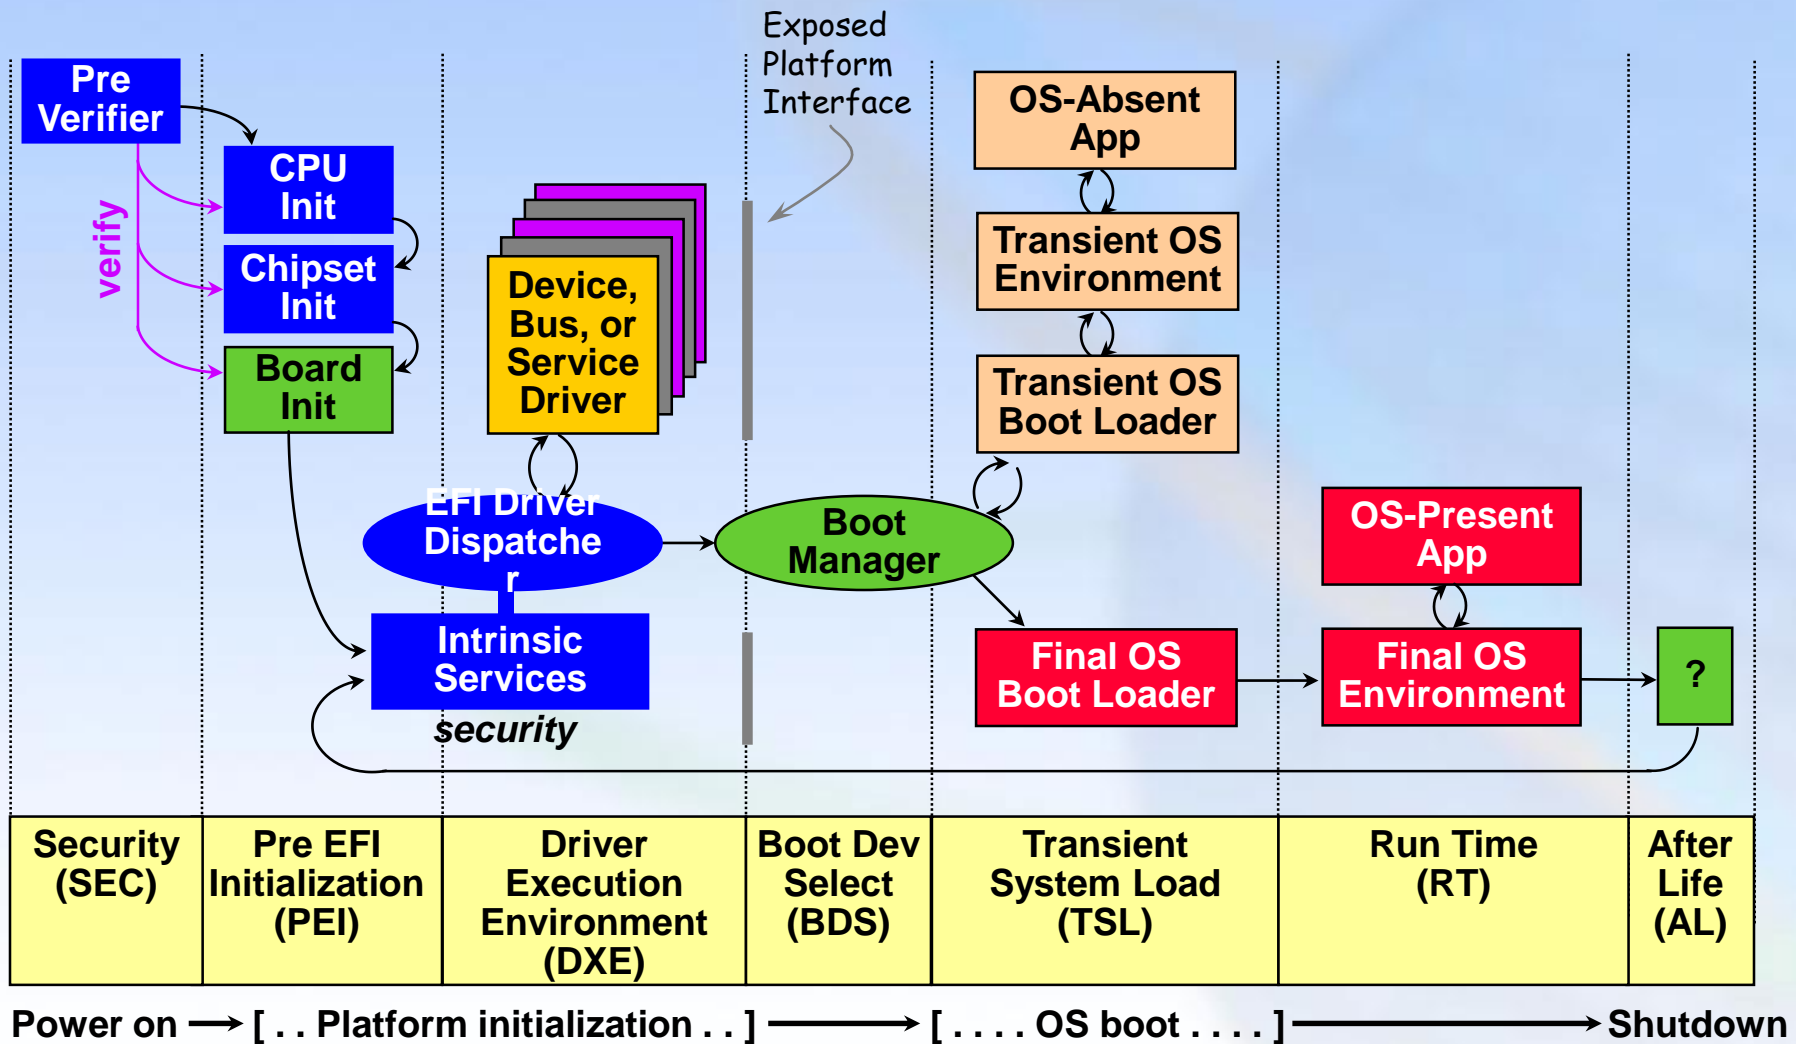 Exposed
Platform
Interface
Pre
Verifier
CPU
Init
verify
Chipset
Init
Board
Init
Device,
Bus, or
Service
Driver
EFI Driver
Dispatche
r
Intrinsic
Services
security
Boot
Manager
OS-Absent
App
Transient OS
Environment
Transient OS
Boot Loader
Final OS
Boot Loader
OS-Present
App
Final OS
Environment
?
Security
(SEC)
Pre EFI
Initialization
(PEI)
Driver
Execution
Environment
(DXE)
Boot Dev
Select
(BDS)
Transient
System Load
(TSL)
Run Time
(RT)
After
Life
(AL)
Power on [ . . Platform initialization . . ] [ . . . . OS boot . . . . ] Shutdown